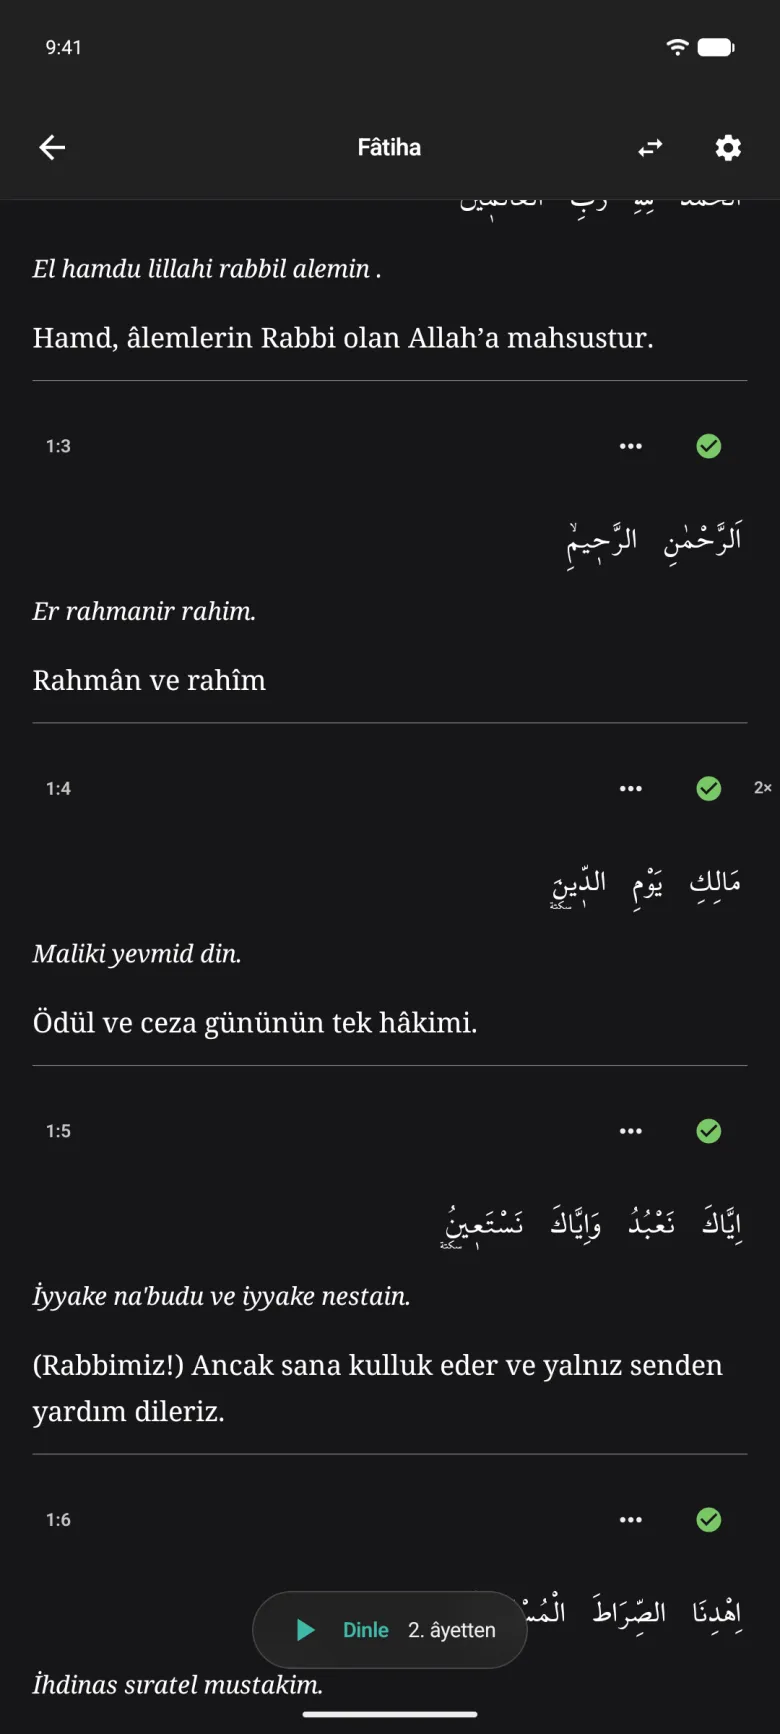 9:41
Fâtiha
El hamdu lillahi rabbil alemin .
Hamd, âlemlerin Rabbi olan Allah’a mahsustur.
1:3
اَلرَّحْمٰنِ الرَّح۪يمِۙ
Er rahmanir rahim.
Rahmân ve rahîm
1:4 2×
مَالِكِ يَوْمِ الدّ۪ينِۜ
Maliki yevmid din.
Ödül ve ceza gününün tek hâkimi.
1:5
اِيَّاكَ نَعْبُدُ وَاِيَّاكَ نَسْتَع۪ينُۜ
İyyake na'budu ve iyyake nestain.
(Rabbimiz!) Ancak sana kulluk eder ve yalnız senden
yardım dileriz.
1:6
اِهْدِنَا الصِّرَاطَ
Dinle 2. âyetten
İhdinas sıratel mustakim.